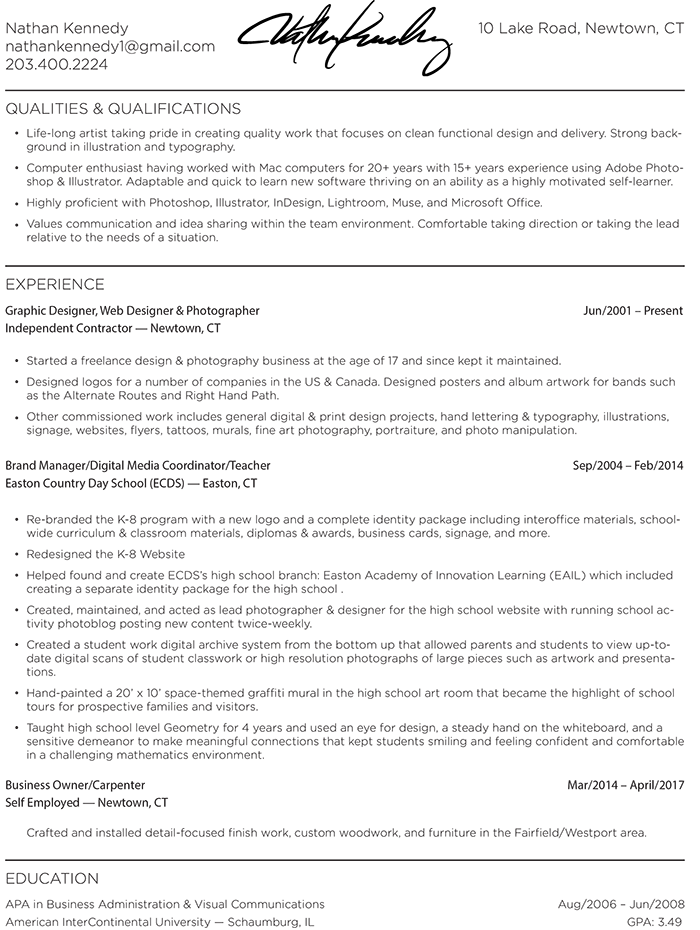 Nathan Kennedy
nathankennedy1@gmail.com
203.400.2224
Nathan Kennedy
10 Lake Road, Newtown, CT
QUALITIES & QUALIFICATIONS
• Life-long artist taking pride in creating quality work that focuses on clean functional design and delivery. Strong back-
ground in illustration and typography.
• Computer enthusiast having worked with Mac computers for 20+ years with 15+ years experience using Adobe Photo-
shop & Illustrator. Adaptable and quick to learn new software thriving on an ability as a highly motivated self-learner.
• Highly proficient with Photoshop, Illustrator, InDesign, Lightroom, Muse, and Microsoft Office.
• Values communication and idea sharing within the team environment. Comfortable taking direction or taking the lead
relative to the needs of a situation.
EXPERIENCE
Graphic Designer, Web Designer & Photographer Jun/2001 – Present
Independent Contractor — Newtown, CT
• Started a freelance design & photography business at the age of 17 and since kept it maintained.
• Designed logos for a number of companies in the US & Canada. Designed posters and album artwork for bands such
as the Alternate Routes and Right Hand Path.
• Other commissioned work includes general digital & print design projects, hand lettering & typography, illustrations,
signage, websites, flyers, tattoos, murals, fine art photography, portraiture, and photo manipulation.
Brand Manager/Digital Media Coordinator/Teacher Sep/2004 – Feb/2014
Easton Country Day School (ECDS) — Easton, CT
• Re-branded the K-8 program with a new logo and a complete identity package including interoffice materials, school-
wide curriculum & classroom materials, diplomas & awards, business cards, signage, and more.
• Redesigned the K-8 Website
• Helped found and create ECDS’s high school branch: Easton Academy of Innovation Learning (EAIL) which included
creating a separate identity package for the high school .
• Created, maintained, and acted as lead photographer & designer for the high school website with running school ac-
tivity photoblog posting new content twice-weekly.
• Created a student work digital archive system from the bottom up that allowed parents and students to view up-to-
date digital scans of student classwork or high resolution photographs of large pieces such as artwork and presenta-
tions.
• Hand-painted a 20’ x 10’ space-themed graffiti mural in the high school art room that became the highlight of school
tours for prospective families and visitors.
• Taught high school level Geometry for 4 years and used an eye for design, a steady hand on the whiteboard, and a
sensitive demeanor to make meaningful connections that kept students smiling and feeling confident and comfortable
in a challenging mathematics environment.
Business Owner/Carpenter Mar/2014 – April/2017
Self Employed — Newtown, CT
Crafted and installed detail-focused finish work, custom woodwork, and furniture in the Fairfield/Westport area.
EDUCATION
APA in Business Administration & Visual Communications Aug/2006 – Jun/2008
American InterContinental University — Schaumburg, IL GPA: 3.49